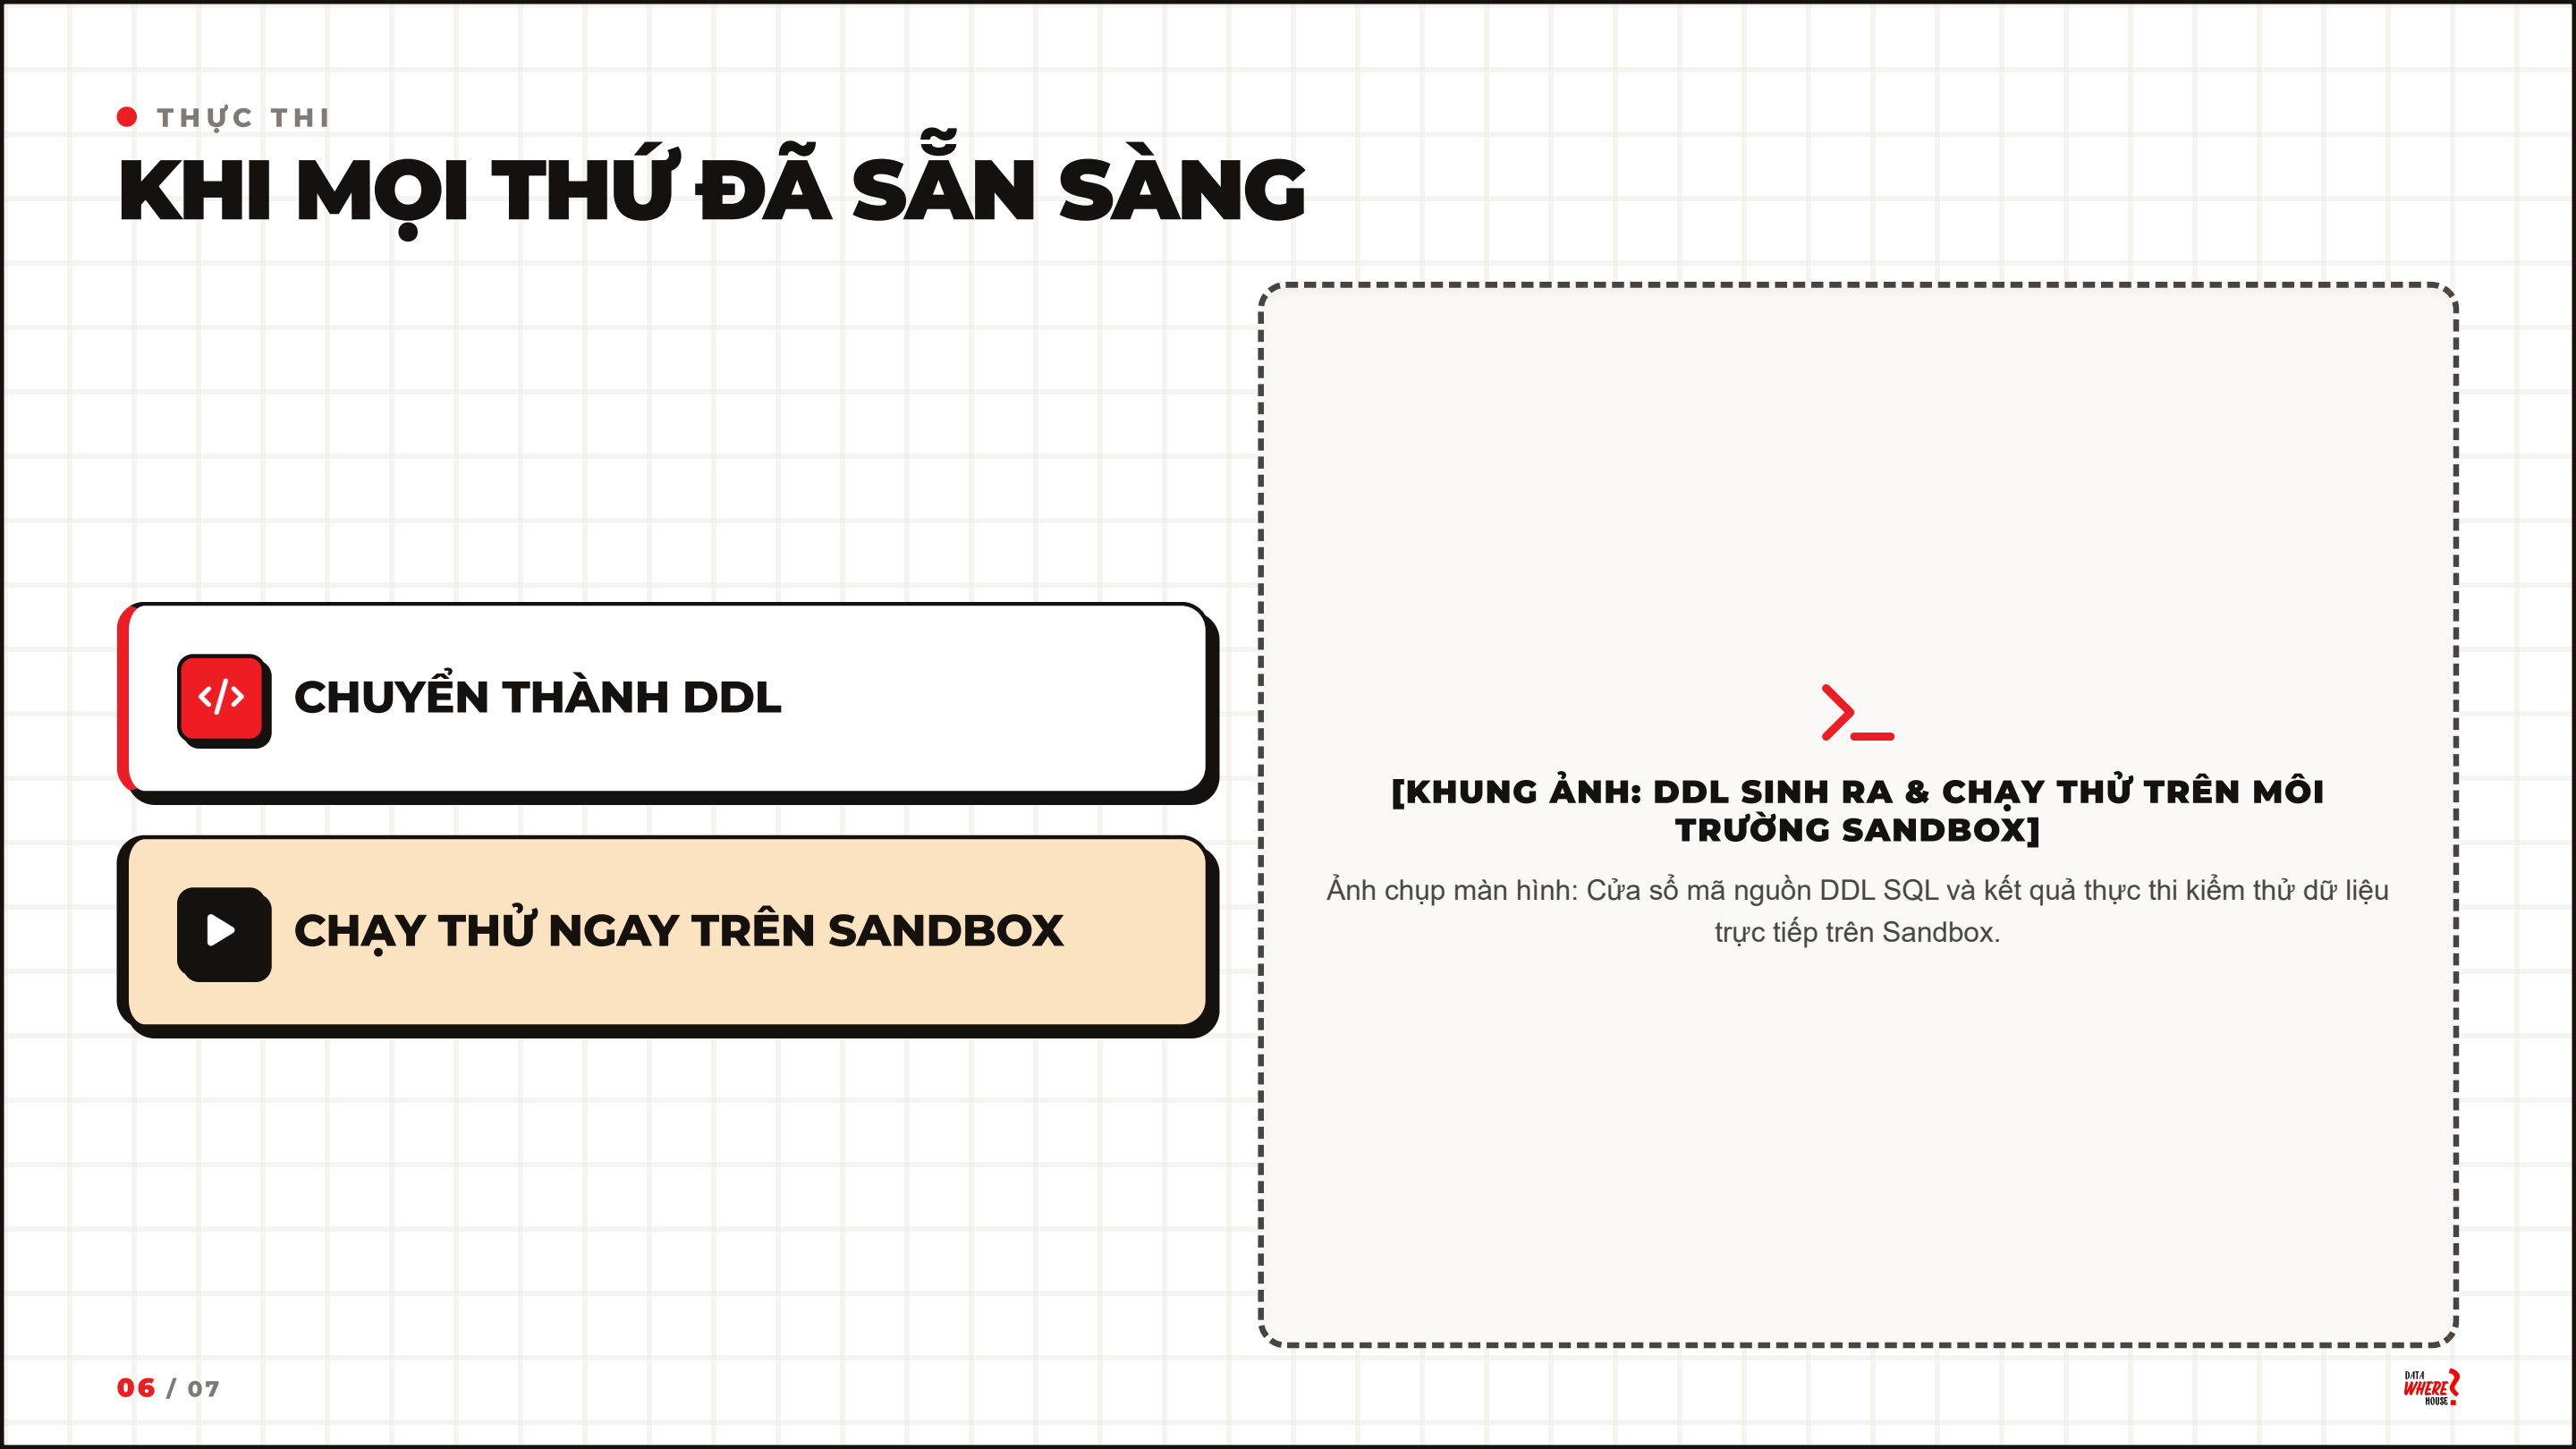 THỰC THI
KHI MỌI THỨ ĐÃ SẴN SÀNG
</>
CHUYỂN THÀNH DDL
CHẠY THỬ NGAY TRÊN SANDBOX
[KHUNG ẢNH: DDL SINH RA & CHẠY THỬ TRÊN MÔI
TRƯỜNG SANDBOX]
Ảnh chụp màn hình: Cửa sổ mã nguồn DDL SQL và kết quả thực thi kiểm thử dữ liệu
trực tiếp trên Sandbox.
06 / 07
DATA
WHERE?
HOUSE